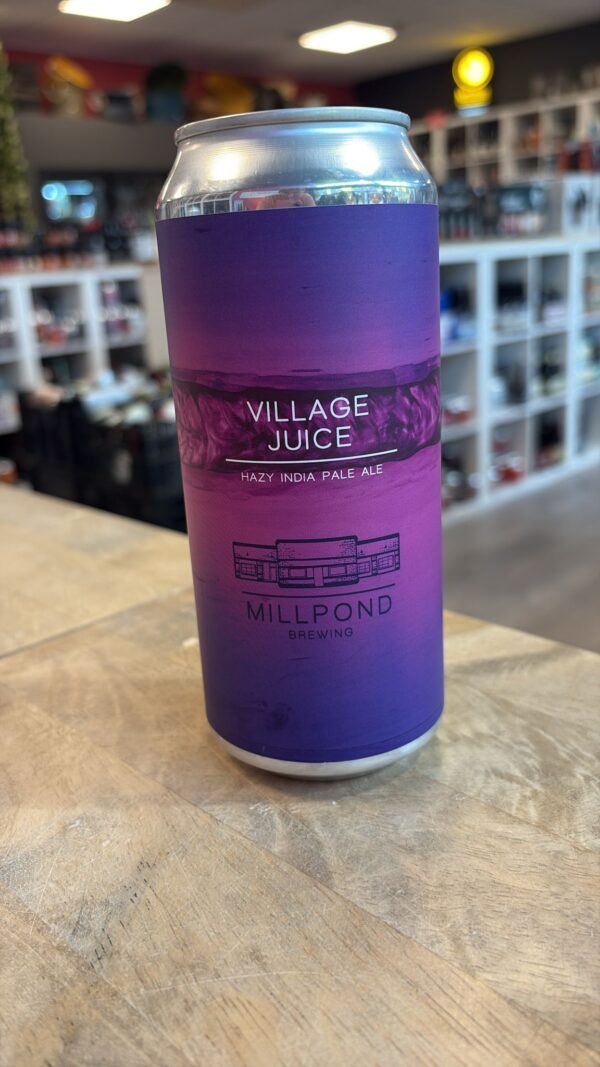 VILLAGE
JUICE
HAZY INDIA PALE ALE
MILLPOND
BREWING